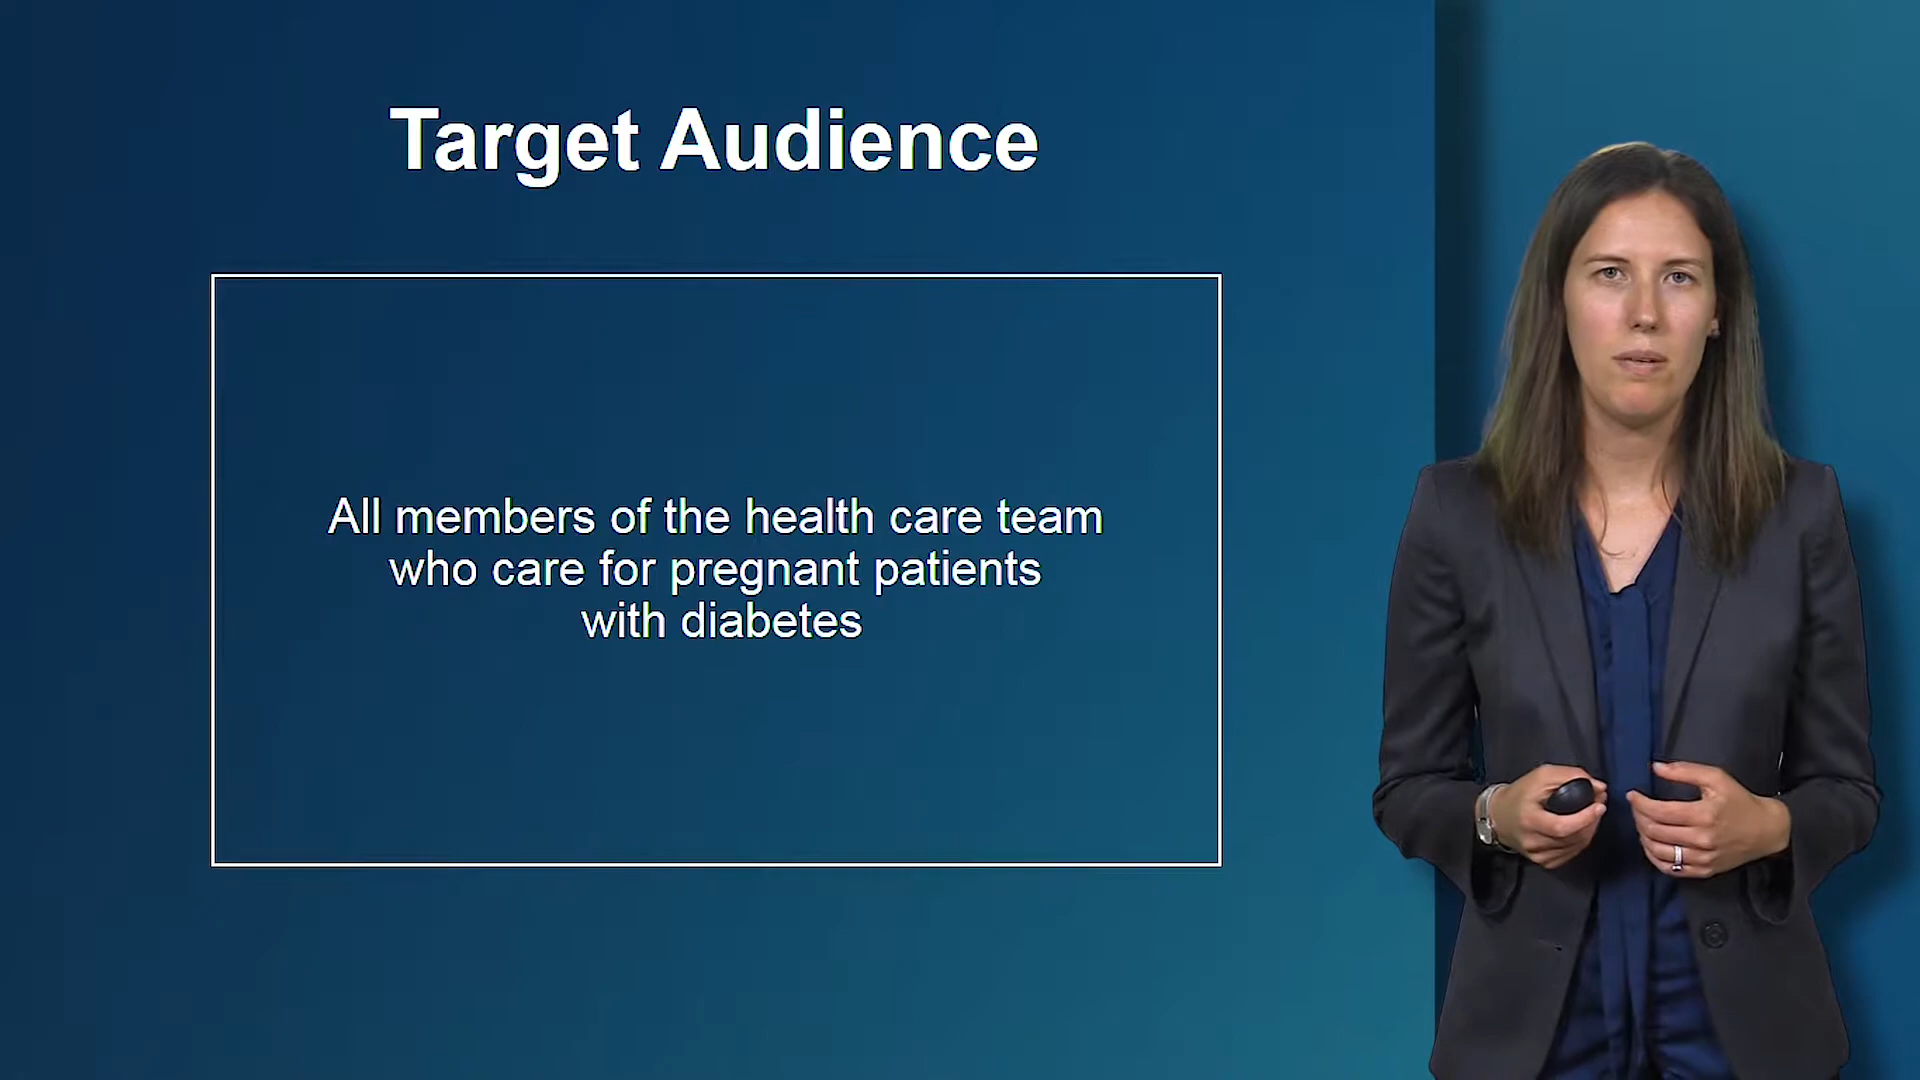 Target Audience
All members of the health care team
who care for pregnant patients
with diabetes